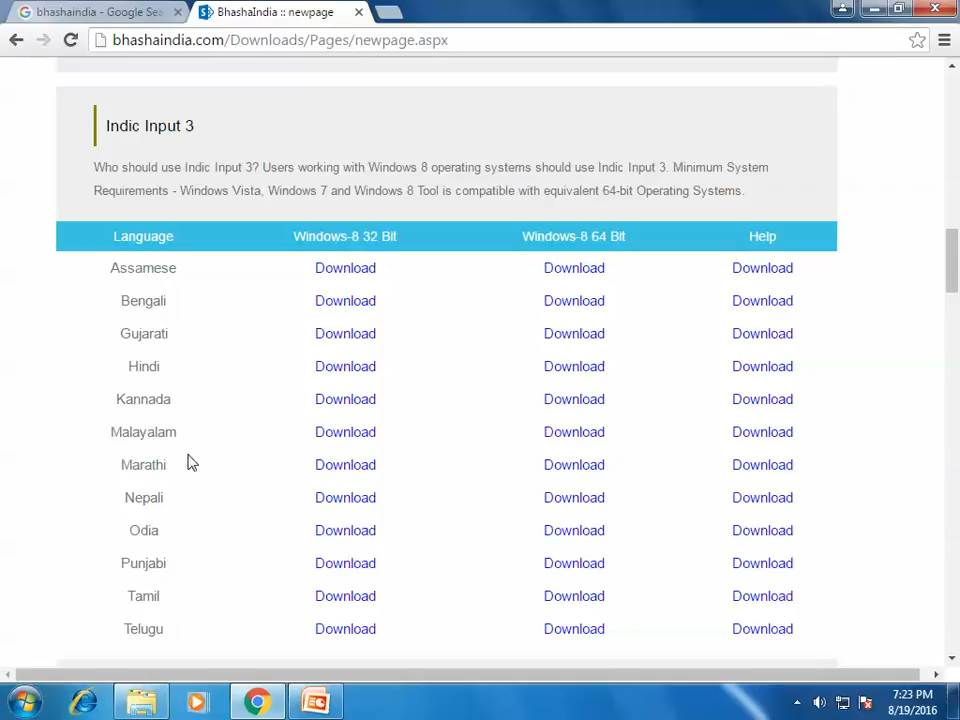 bhashaindia - Google Sea
BhashaIndia :: newpage
bhashaindia.com/Downloads/Pages/newpage.aspx
Indic Input 3
Who should use Indic Input 3? Users working with Windows 8 operating systems should use Indic Input 3. Minimum System
Requirements - Windows Vista, Windows 7 and Windows 8 Tool is compatible with equivalent 64-bit Operating Systems.
Language Windows-8 32 Bit Windows-8 64 Bit Help
Assamese Download Download Download
Bengali Download Download Download
Gujarati Download Download Download
Hindi Download Download Download
Kannada Download Download Download
Malayalam Download Download Download
Marathi Download Download Download
Nepali Download Download Download
Odia Download Download Download
Punjabi Download Download Download
Tamil Download Download Download
Telugu Download Download Download
7:23 PM
8/19/2016